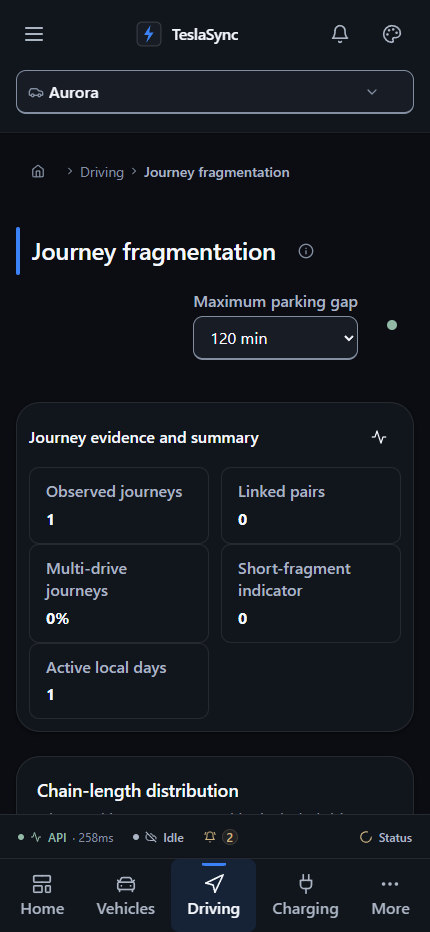 TeslaSync
Aurora
Driving
Journey fragmentation
Journey fragmentation
Maximum parking gap
120 min
Journey evidence and summary
Observed journeys
1
Linked pairs
0
Multi-drive
journeys
0%
Short-fragment
indicator
0
Active local days
1
Chain-length distribution
API · 258ms
Idle
2
Status
Home
Vehicles
Driving
Charging
More